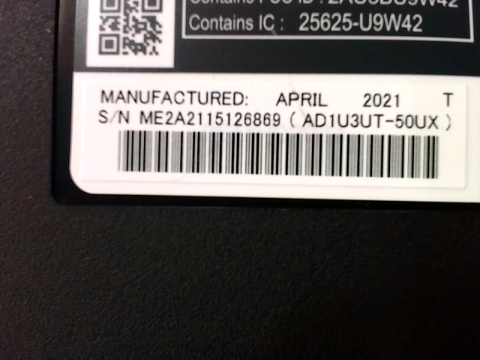 Contains IC : 25625-U9W42
MANUFACTURED: APRIL 2021 T
S/N ME2A2115126869 ( AD1U3UT-50UX )